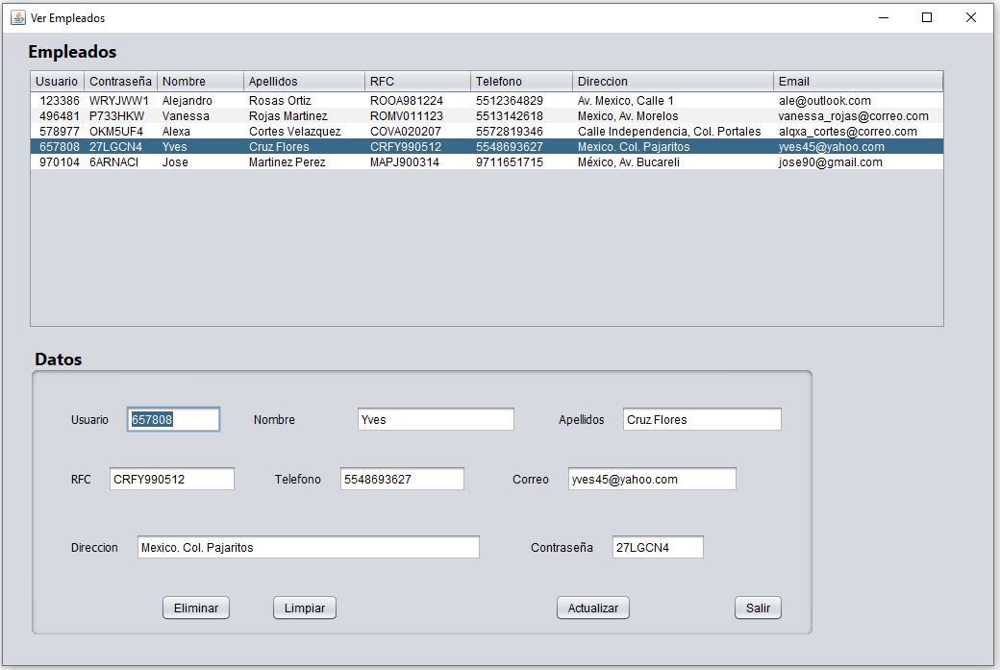 Ver Empleados
Empleados
Usuario Contraseña Nombre Apellidos RFC Telefono Direccion Email
123386 WRYJWW1 Alejandro Rosas Ortiz ROOA981224 5512364829 Av. Mexico, Calle 1 ale@outlook.com
496481 P733HKW Vanessa Rojas Martinez ROMV011123 5513142618 Mexico, Av. Morelos vanessa_rojas@correo.com
578977 OKM5UF4 Alexa Cortes Velazquez COVA020207 5572819346 Calle Independencia, Col. Portales alqxa_cortes@correo.com
657808 27LGCN4 Yves Cruz Flores CRFY990512 5548693627 Mexico. Col. Pajaritos yves45@yahoo.com
970104 6ARNACI Jose Martinez Perez MAPJ900314 9711651715 México, Av. Bucareli jose90@gmail.com
Datos
Usuario 657808 Nombre Yves Apellidos Cruz Flores
RFC CRFY990512 Telefono 5548693627 Correo yves45@yahoo.com
Direccion Mexico. Col. Pajaritos Contraseña 27LGCN4
Eliminar Limpiar Actualizar Salir